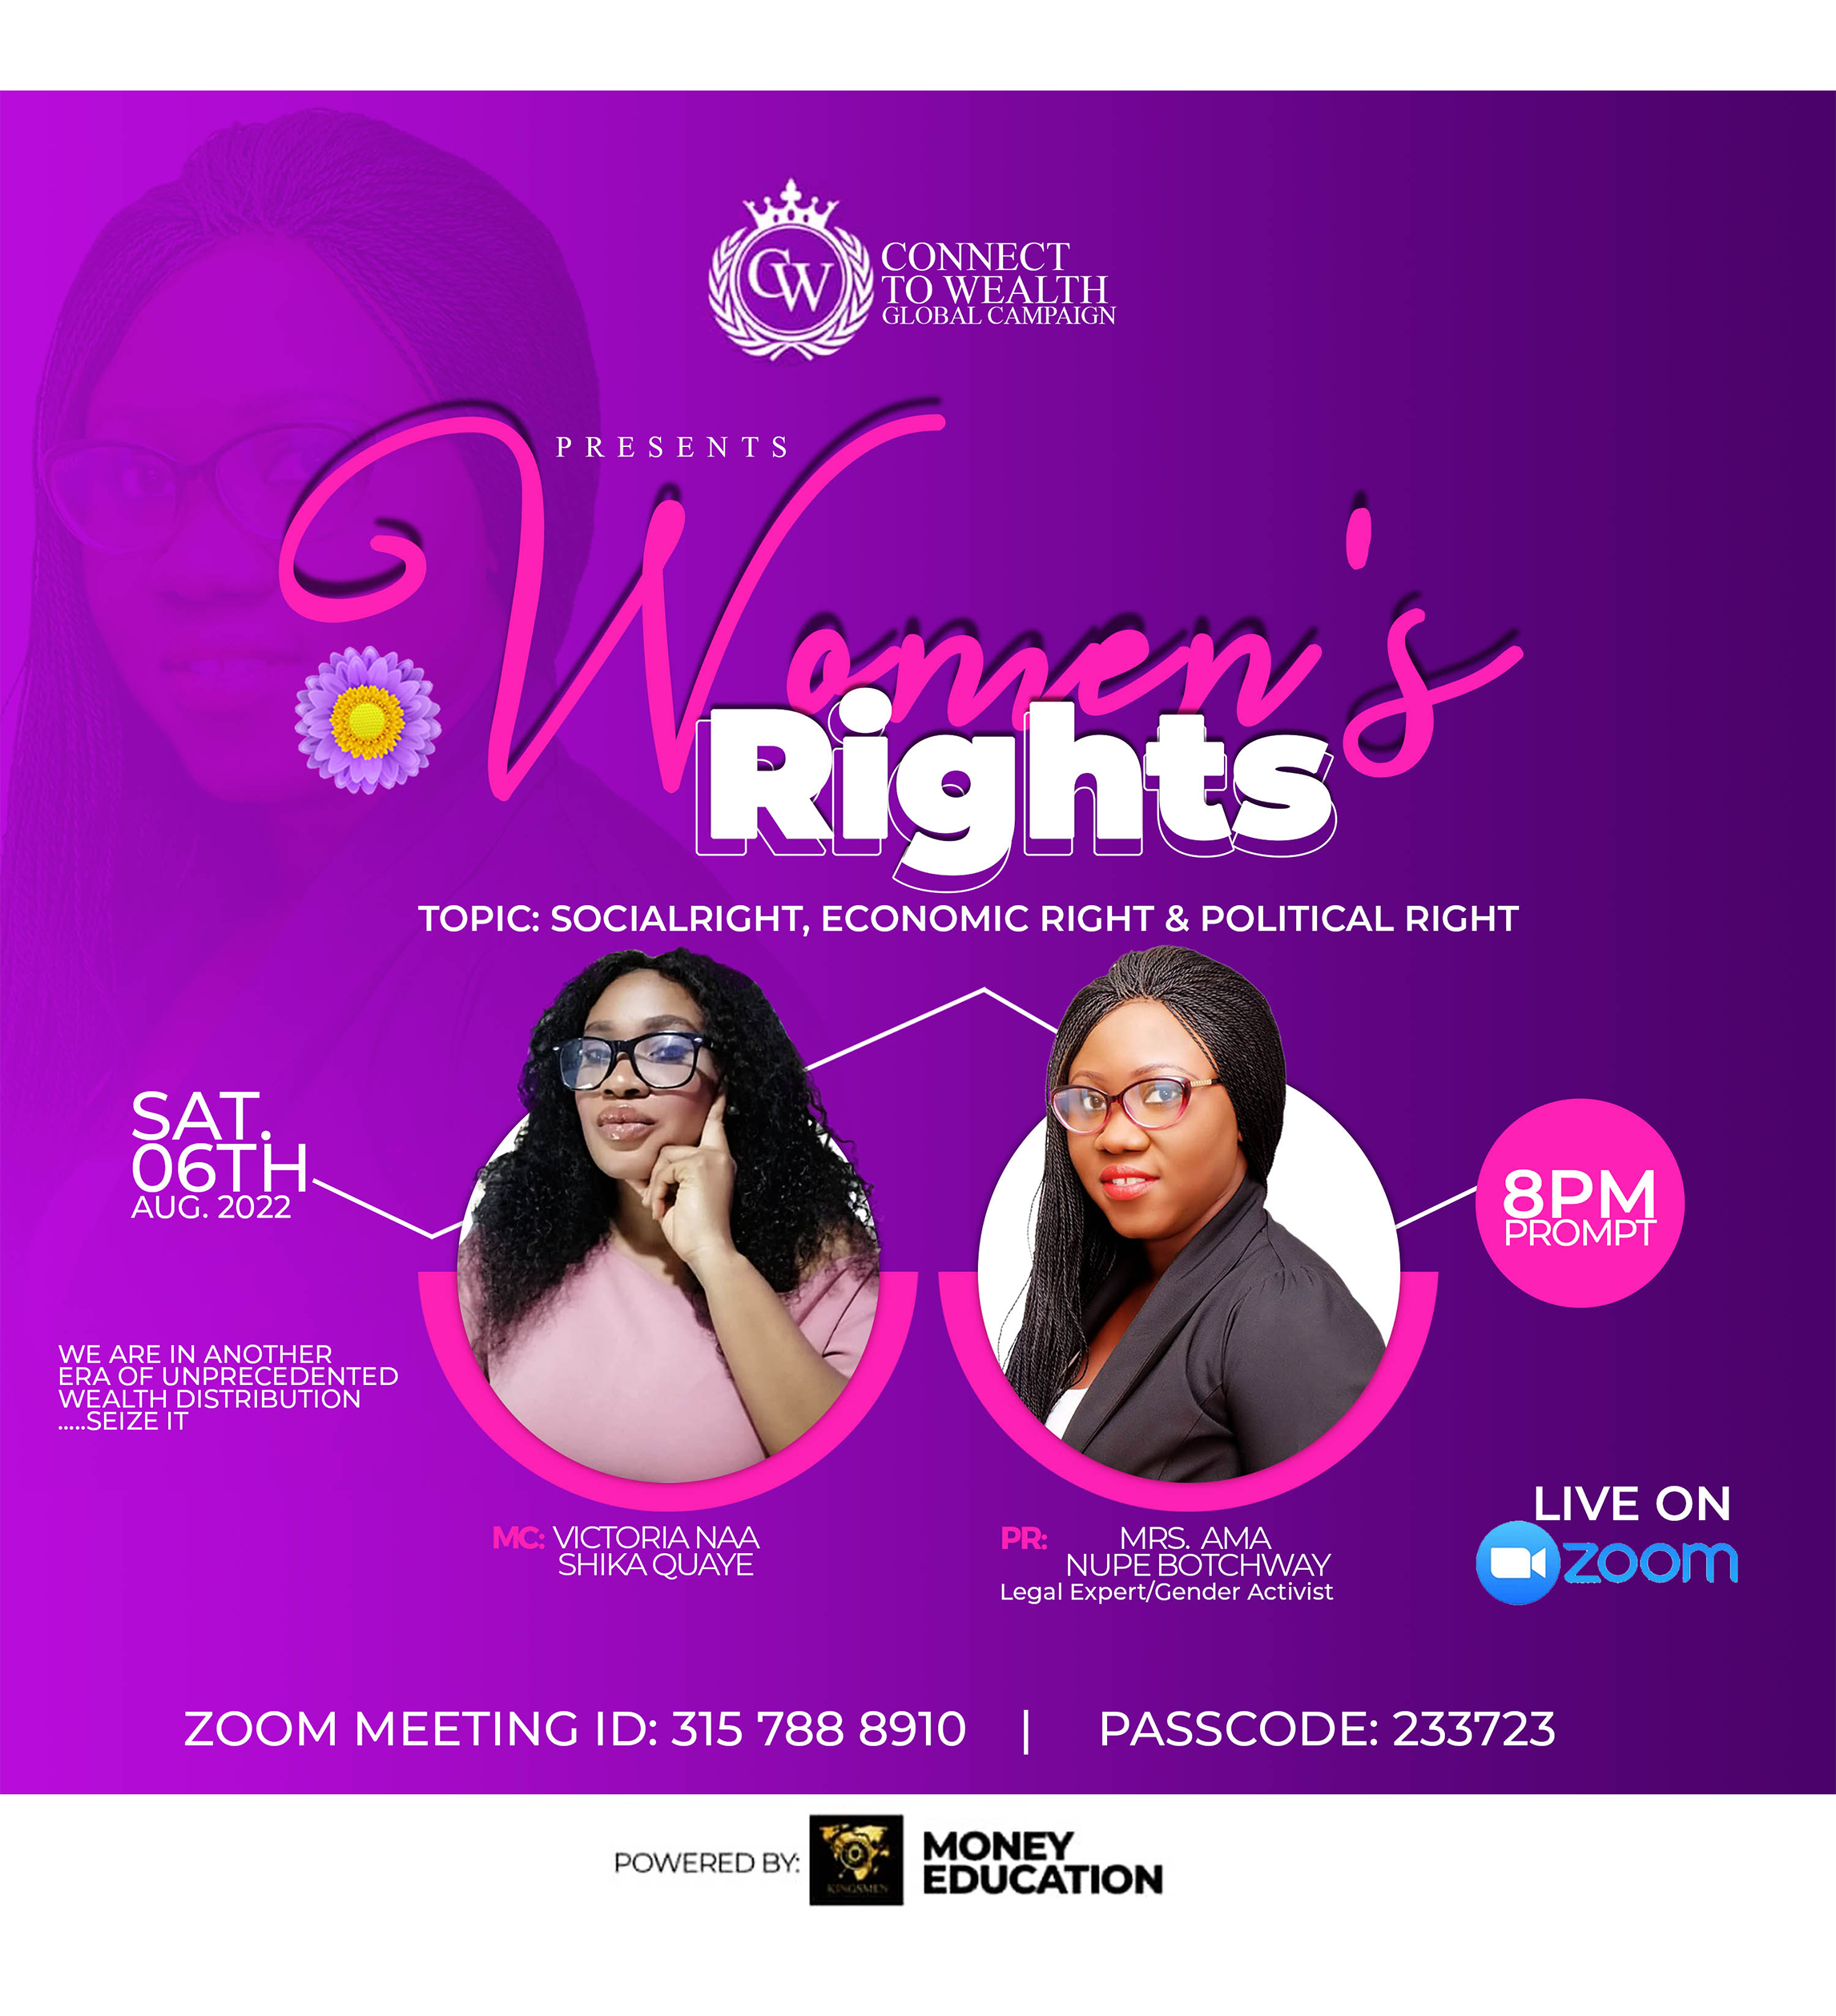 CW
CONNECT
TO WEALTH
GLOBAL CAMPAIGN
PRESENTS
Women's
Rights
TOPIC: SOCIALRIGHT, ECONOMIC RIGHT & POLITICAL RIGHT
SAT.
06TH
AUG. 2022
8PM
PROMPT
WE ARE IN ANOTHER
ERA OF UNPRECEDENTED
WEALTH DISTRIBUTION
.....SEIZE IT
MC: VICTORIA NAA
SHIKA QUAYE
PR: MRS. AMA
NUPE BOTCHWAY
Legal Expert/Gender Activist
LIVE ON
zoom
ZOOM MEETING ID: 315 788 8910 | PASSCODE: 233723
POWERED BY:
KINGSMEN
MONEY
EDUCATION